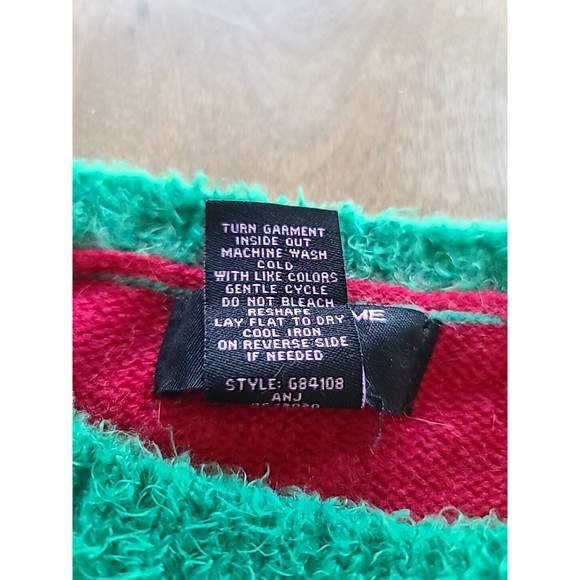 TURN GARMENT
INSIDE OUT
MACHINE WASH
COLD
WITH LIKE COLORS
GENTLE CYCLE
DO NOT BLEACH
RESHAPE
LAY FLAT TO DRY
COOL IRON
ON REVERSE SIDE
IF NEEDED
STYLE: G84108
ANJ
ME